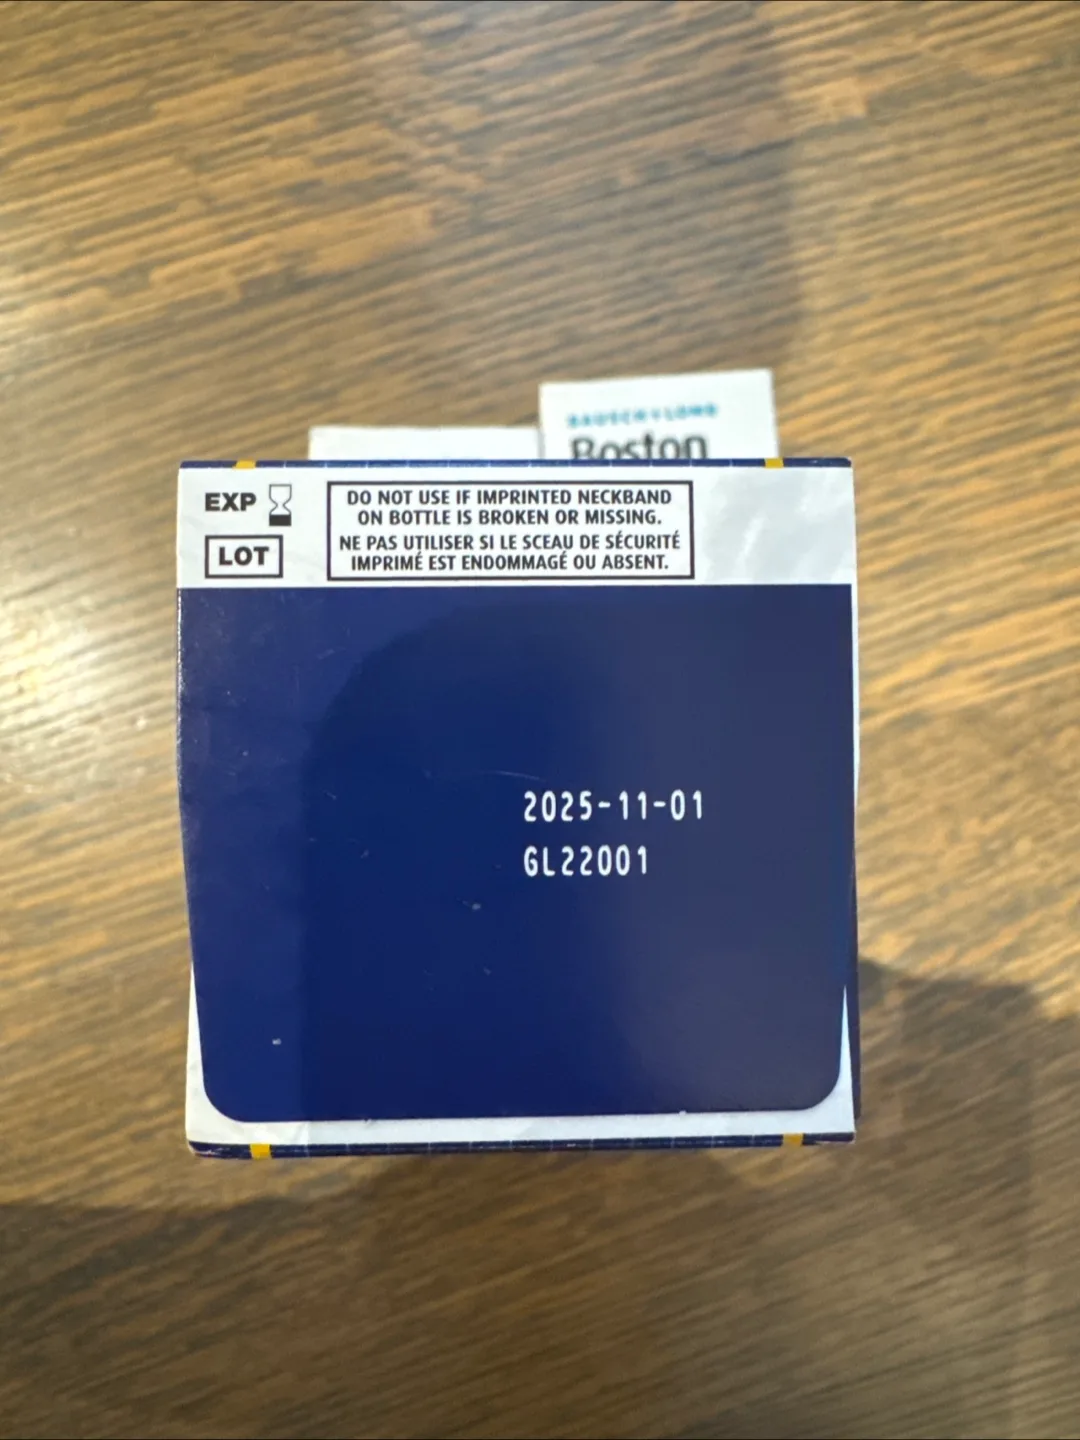 BAUSCH + LOMB
Boston
EXP
LOT
DO NOT USE IF IMPRINTED NECKBAND
ON BOTTLE IS BROKEN OR MISSING.
NE PAS UTILISER SI LE SCEAU DE SÉCURITÉ
IMPRIMÉ EST ENDOMMAGÉ OU ABSENT.
2025-11-01
GL22001